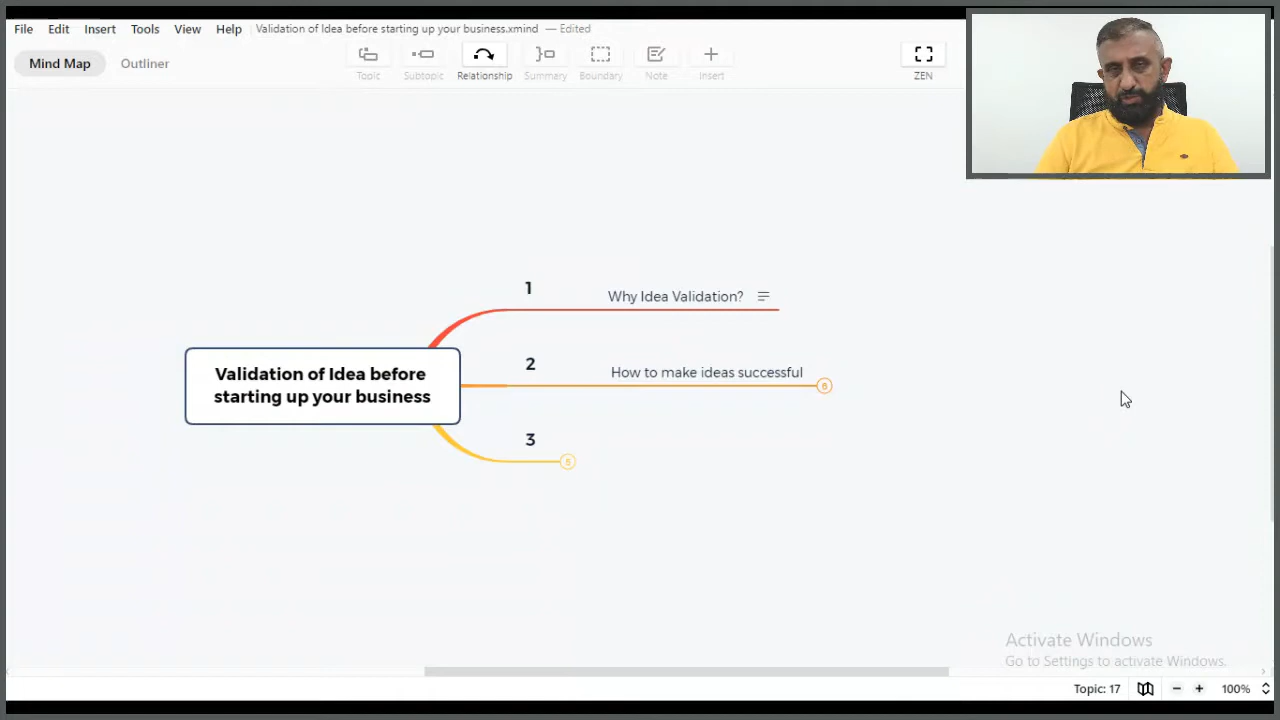 File Edit Insert Tools View Help Validation of Idea before starting up your business.xmind — Edited
Mind Map Outliner
Topic Subtopic Relationship Summary Boundary Note Insert ZEN
1
Why Idea Validation?
2
How to make ideas successful
6
Validation of Idea before
starting up your business
3
5
Activate Windows
Go to Settings to activate Windows.
Topic: 17 100%